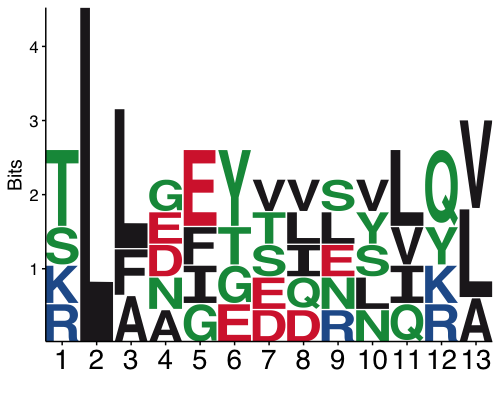 Bits
4
3
2
1
T S K R
L
L F A
G E D N A
E F I G
Y T G E
V T S E D
V L I Q D
S L E N R
V Y S L N
L V I Q
Q Y K R
V L A
1 2 3 4 5 6 7 8 9 10 11 12 13